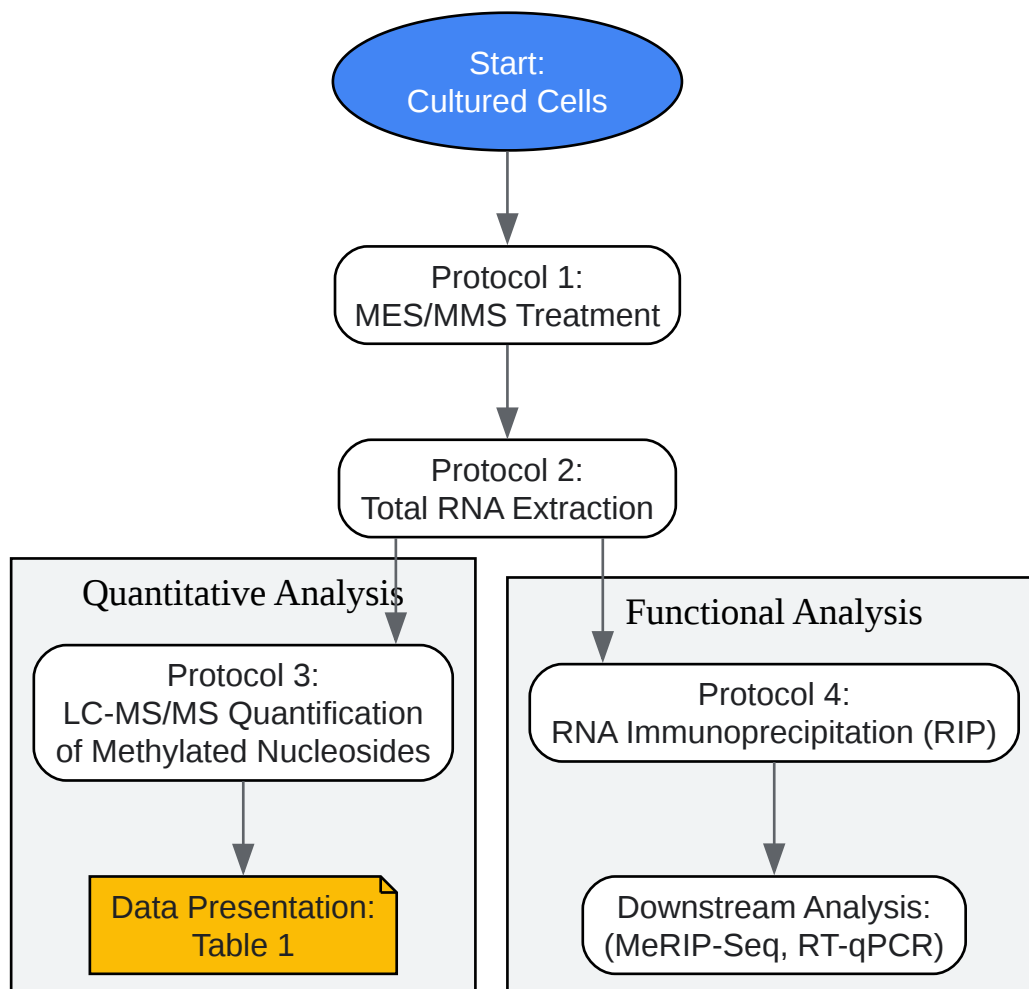 Start:
Cultured Cells
Protocol 1:
MES/MMS Treatment
Protocol 2:
Total RNA Extraction
Quantitative Analysis
Protocol 3:
LC-MS/MS Quantification
of Methylated Nucleosides
Data Presentation:
Table 1
Functional Analysis
Protocol 4:
RNA Immunoprecipitation (RIP)
Downstream Analysis:
(MeRIP-Seq, RT-qPCR)